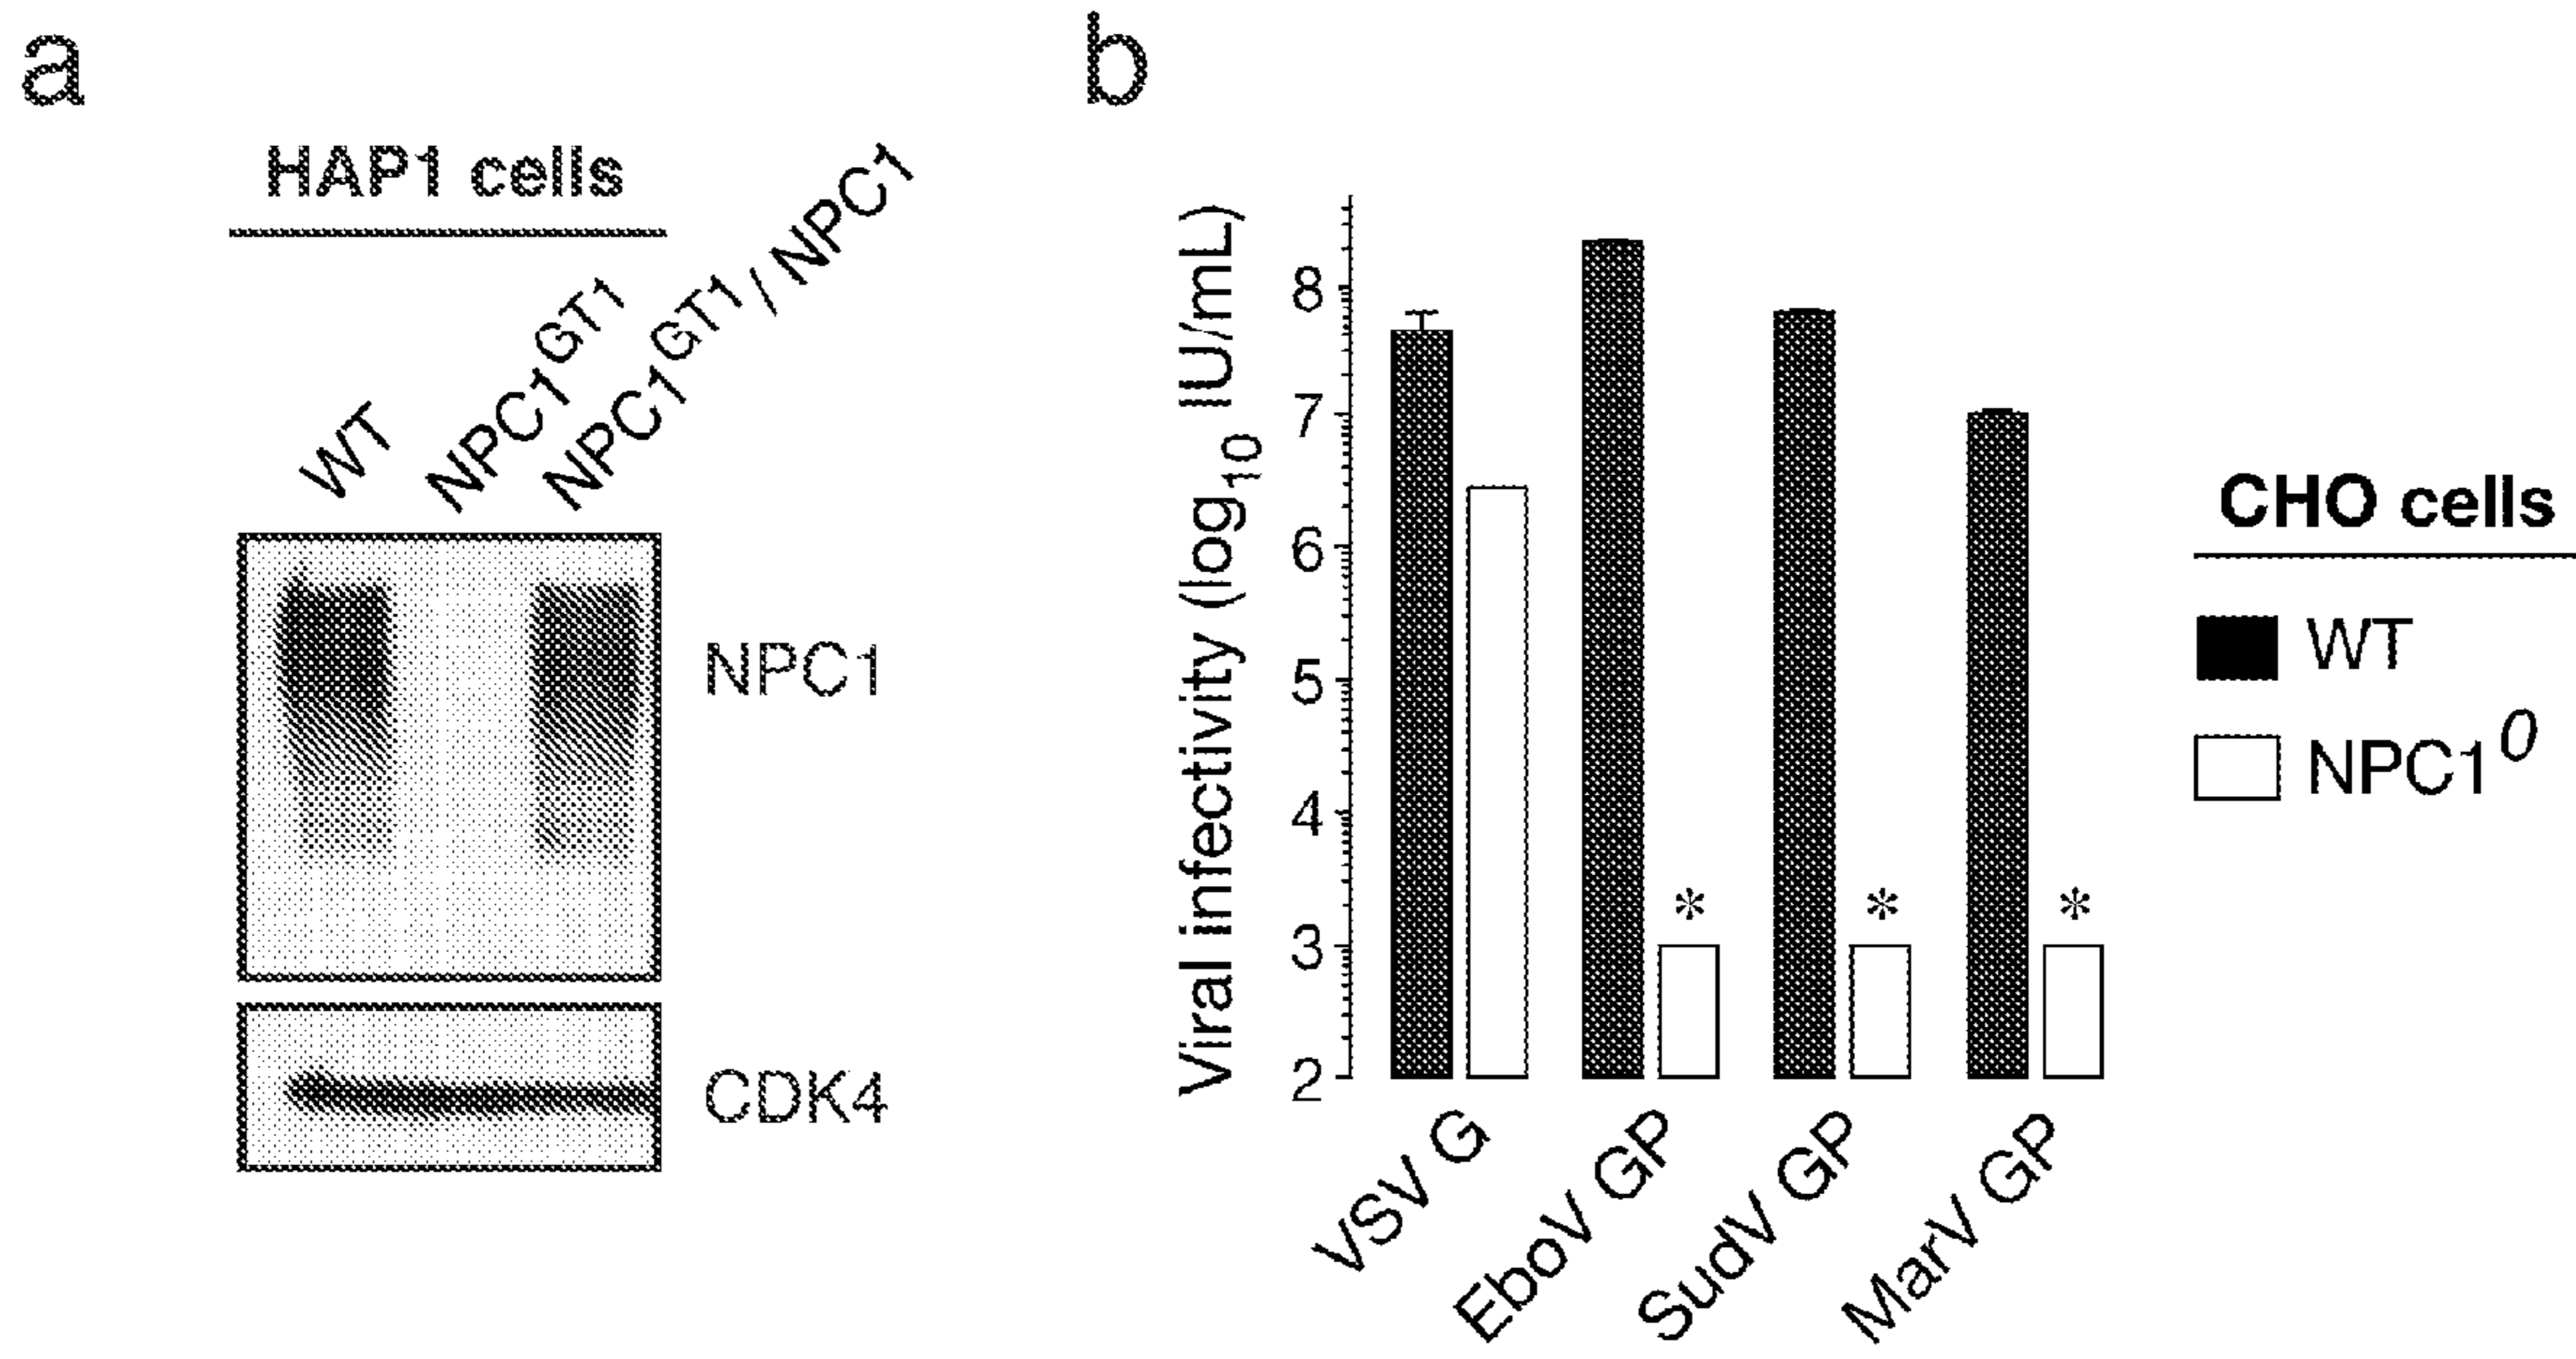 a
HAP1 cells
WT
NPC1GT1
NPC1GT1 / NPC1
NPC1
CDK4
b
Viral infectivity (log10 IU/mL)
8
7
6
5
4
3
2
*
*
*
VSV G
EboV GP
SudV GP
MarV GP
CHO cells
WT
NPC10